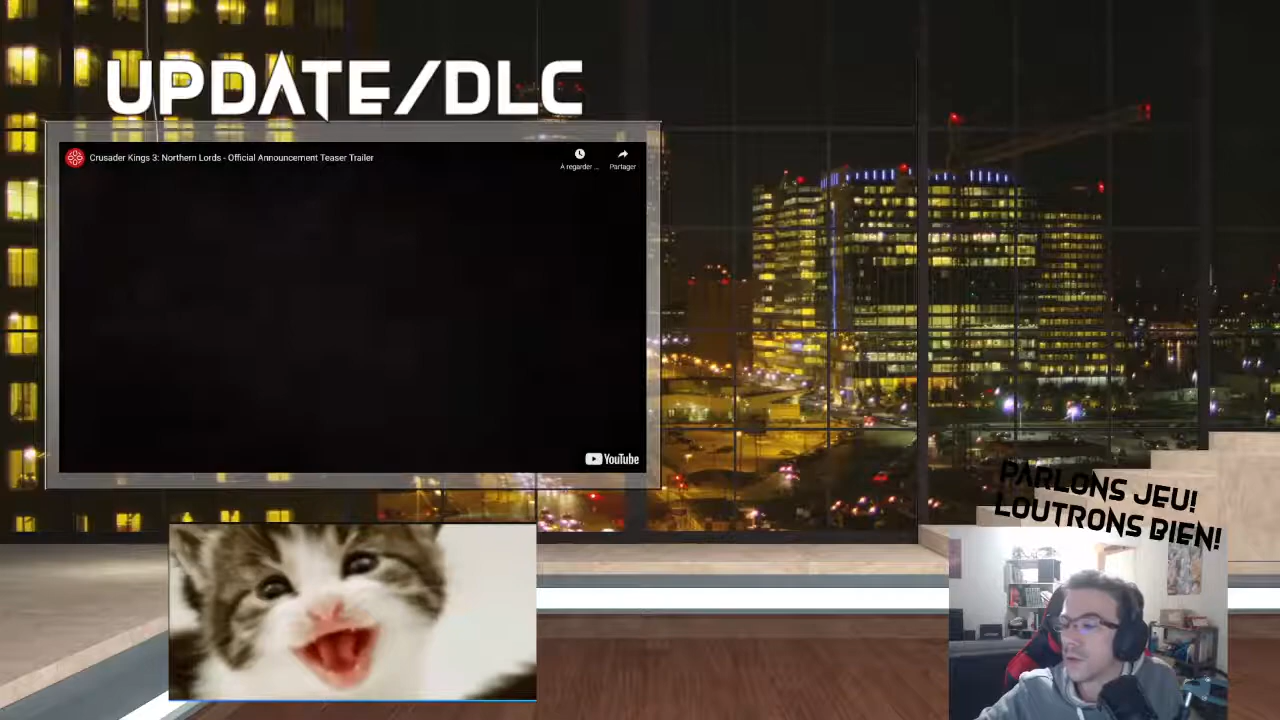 UPDATE/DLC
Crusader Kings 3: Northern Lords - Official Announcement Teaser Trailer
À regarder ...
Partager
YouTube
PARLONS JEU!
LOUTRONS BIEN!